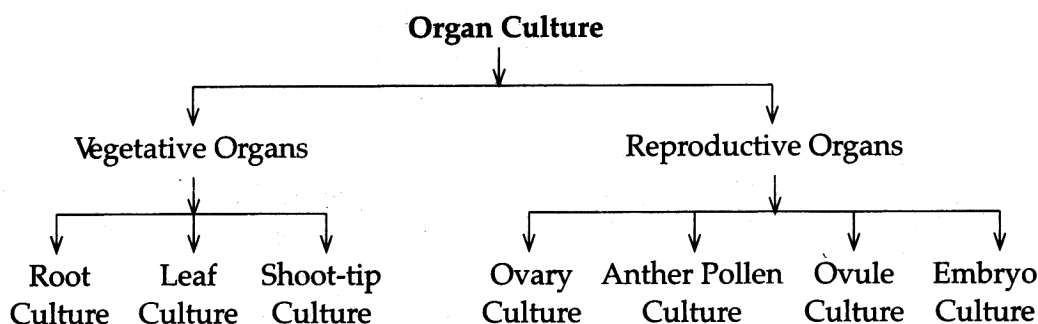 Organ Culture
Vegetative Organs
Reproductive Organs
Root
Culture
Leaf
Culture
Shoot-tip
Culture
Ovary
Culture
Anther Pollen
Culture
Ovule
Culture
Embryo
Culture